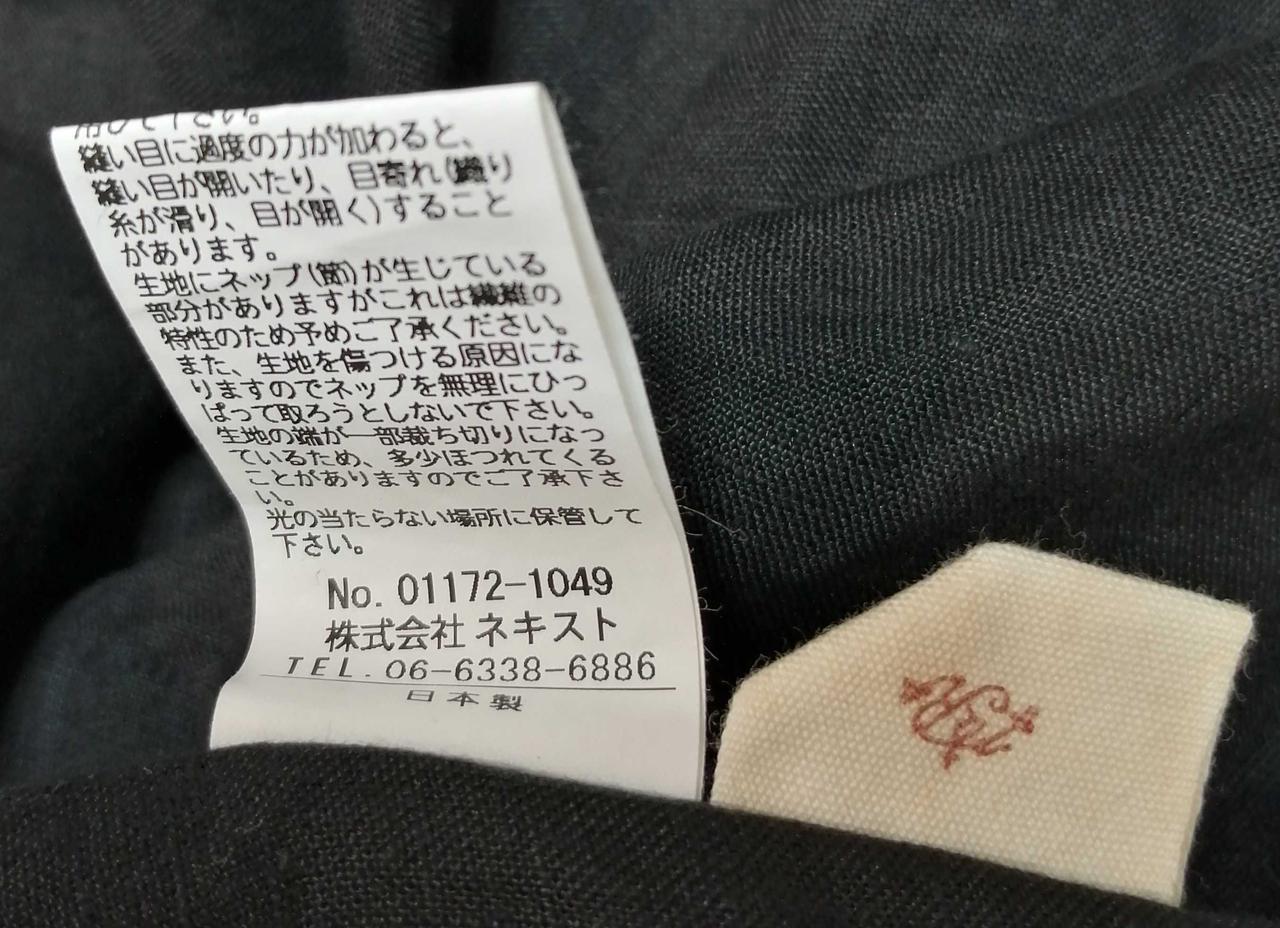 用ひて下さい。
縫い目に過度の力が加わると、
縫い目が開いたり、目寄れ(織り
糸が滑り、目が開く)すること
があります。
生地にネップ(節)が生じている
部分がありますがこれは繊維の
特性のため予めご了承ください。
また、生地を傷つける原因にな
りますのでネップを無理にひっ
ぱって取ろうとしないで下さい。
生地の端が一部裁ち切りになっ
ているため、多少ほつれてくる
ことがありますのでご了承下さ
い。
光の当たらない場所に保管して
下さい。
No. 01172-1049
株式会社 ネキスト
TEL. 06-6338-6886
日本製